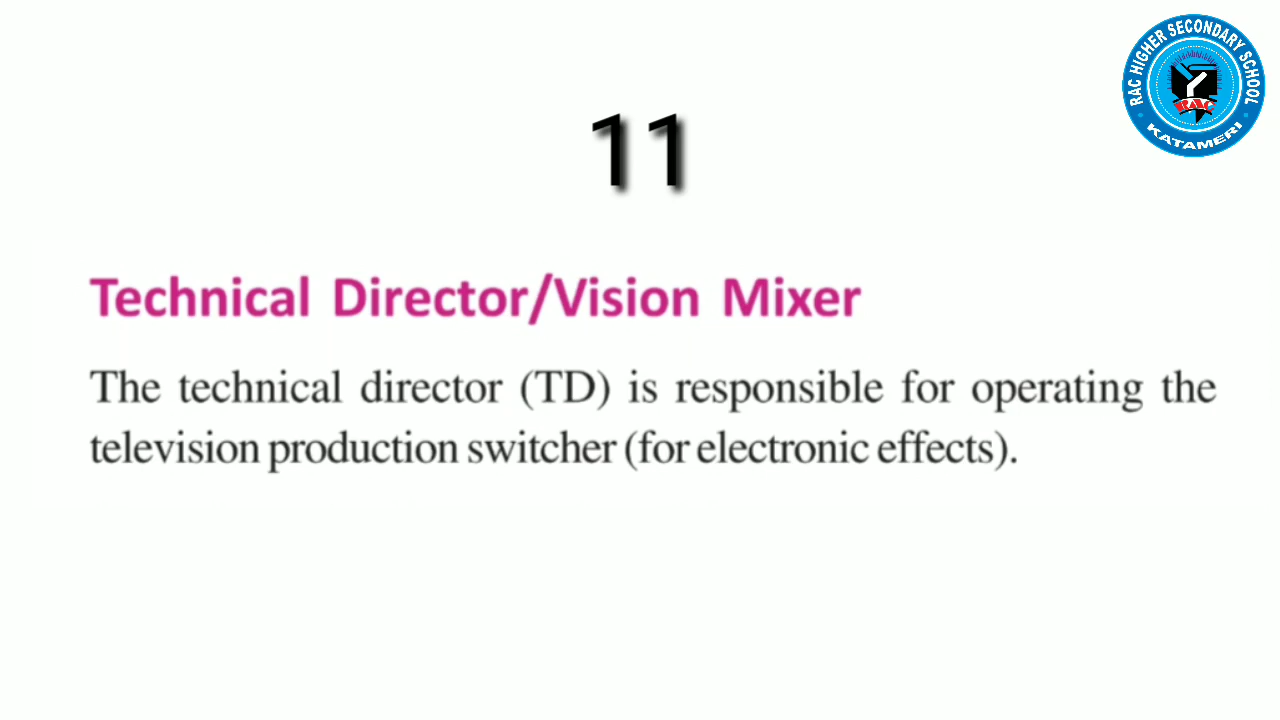 RAC HIGHER SECONDARY SCHOOL
RAC
KATAMERI
11
Technical Director/Vision Mixer
The technical director (TD) is responsible for operating the
television production switcher (for electronic effects).